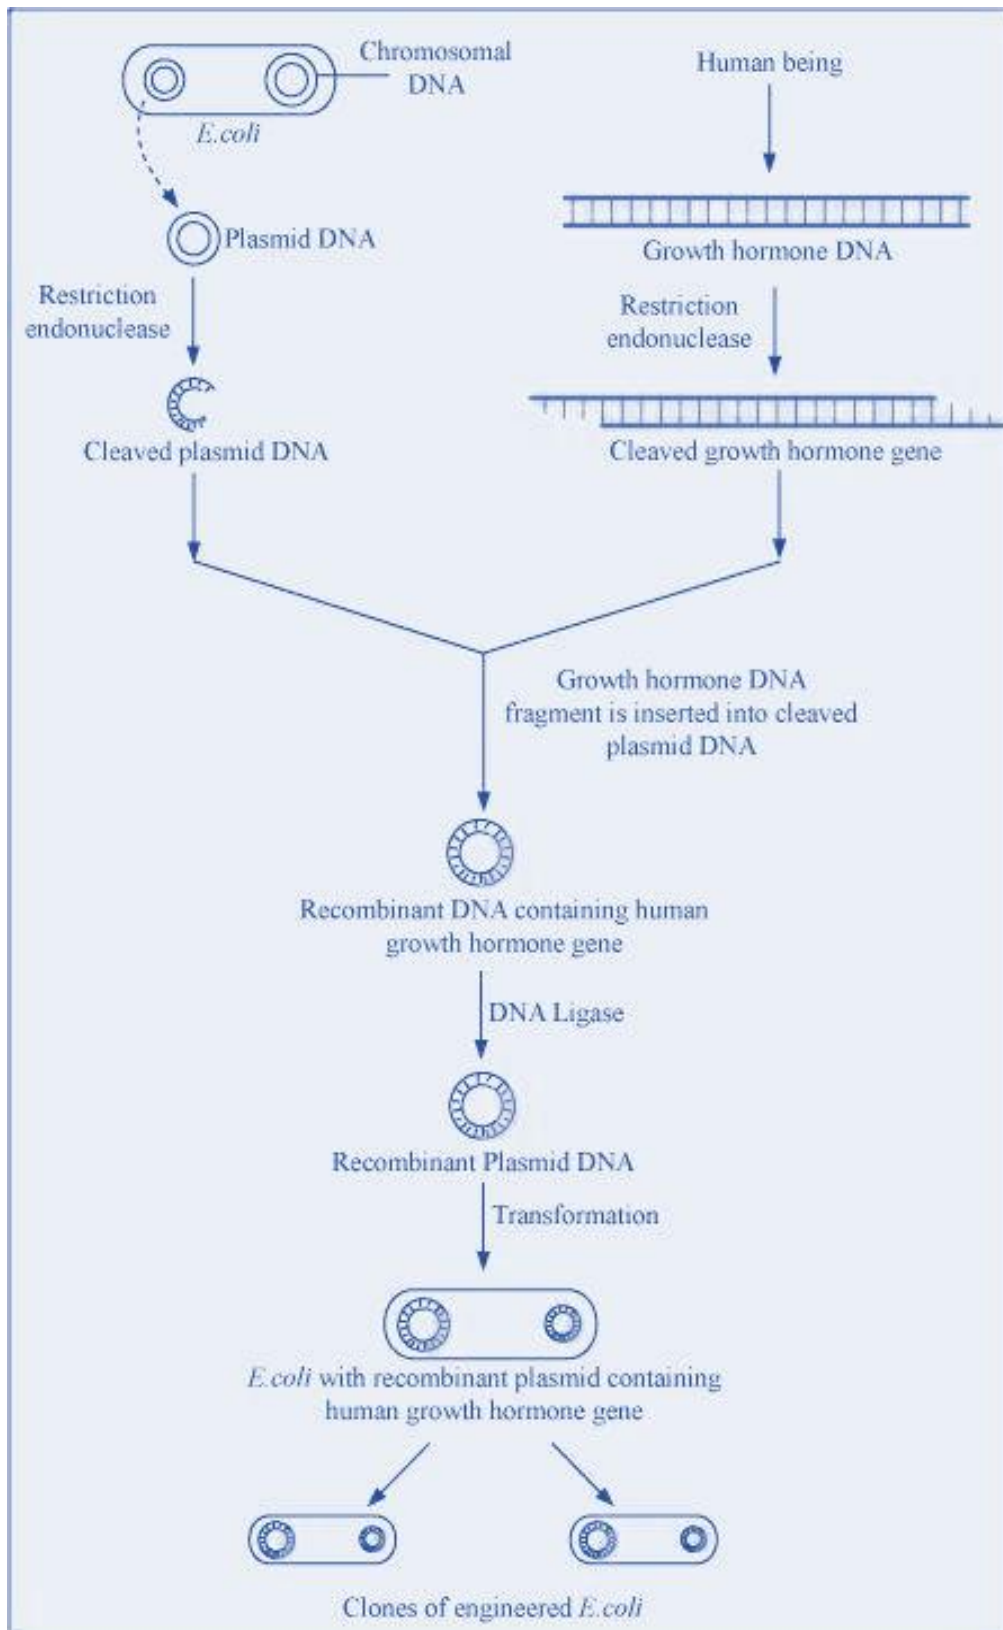 Chromosomal
DNA
Human being
E.coli
Plasmid DNA
Growth hormone DNA
Restriction
endonuclease
Restriction
endonuclease
Cleaved plasmid DNA
Cleaved growth hormone gene
Growth hormone DNA
fragment is inserted into cleaved
plasmid DNA
Recombinant DNA containing human
growth hormone gene
DNA Ligase
Recombinant Plasmid DNA
Transformation
E.coli with recombinant plasmid containing
human growth hormone gene
Clones of engineered E.coli